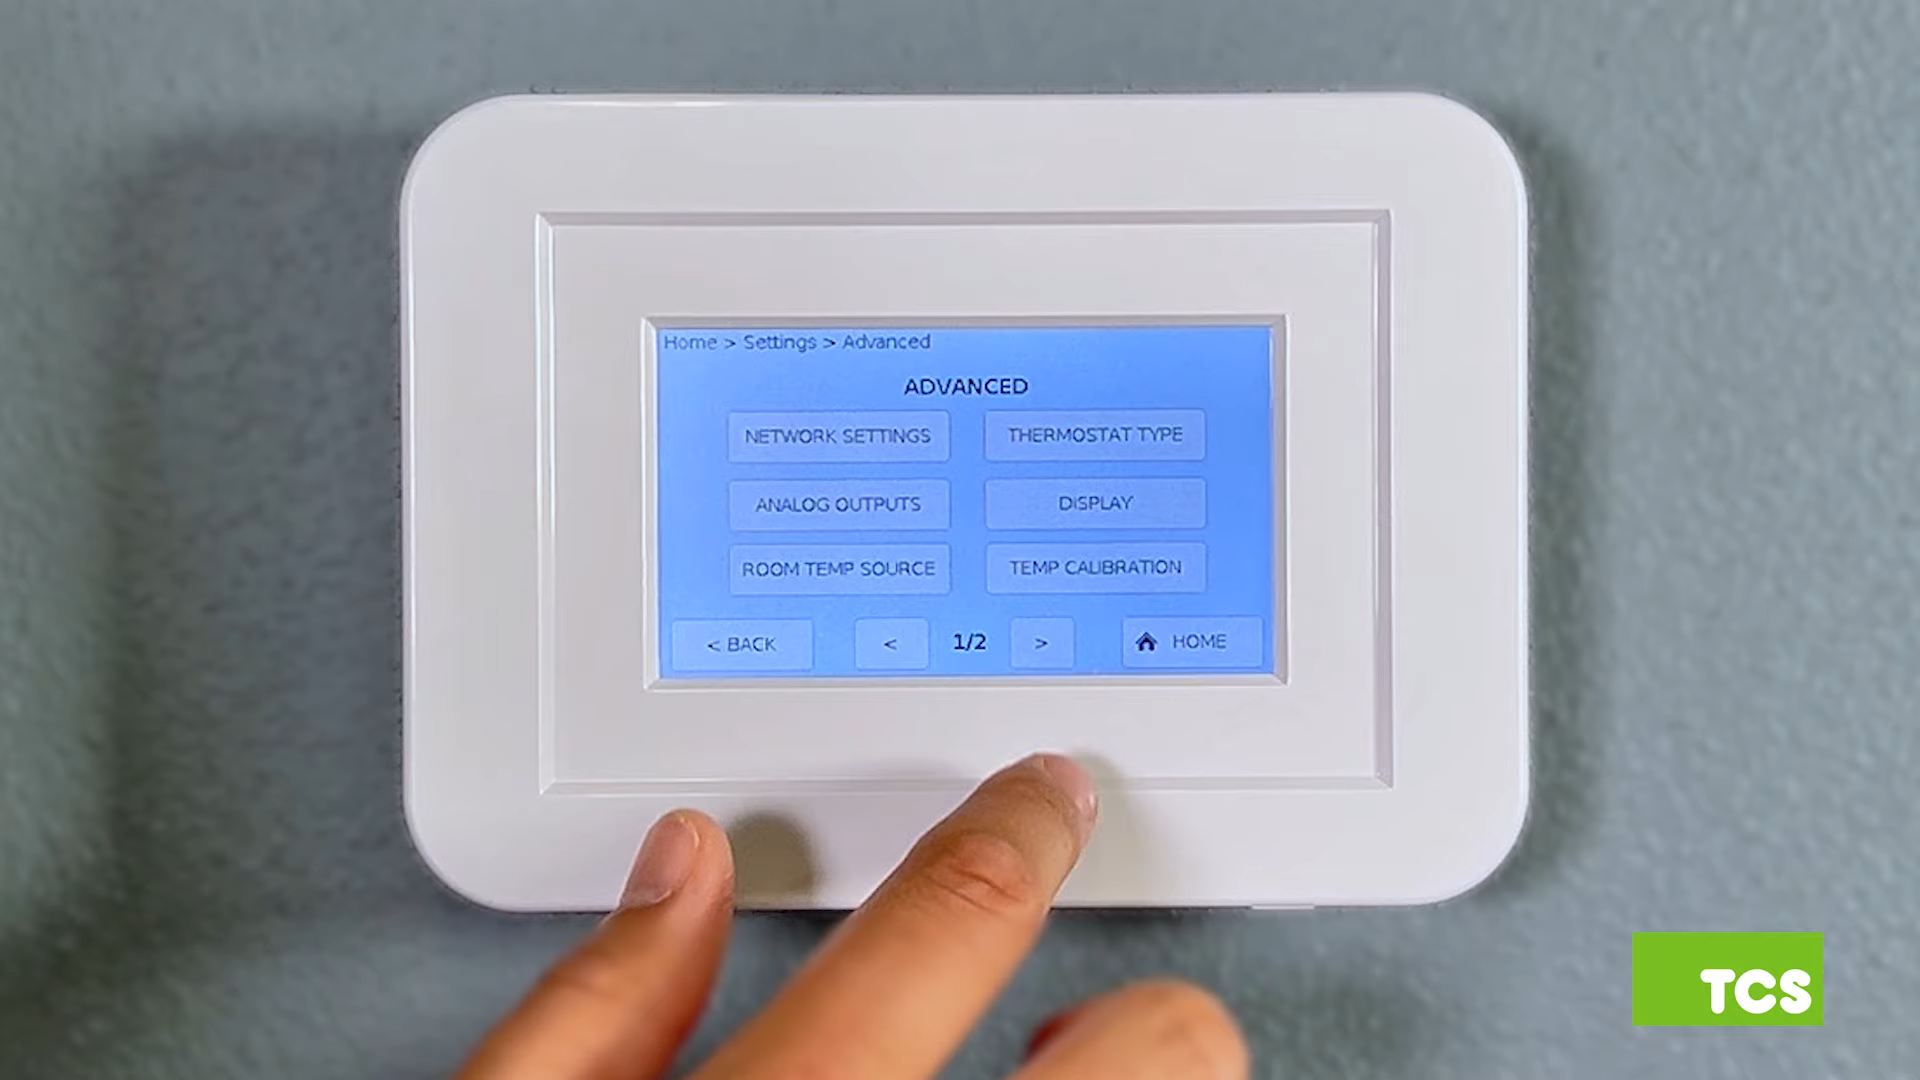 Home > Settings > Advanced
ADVANCED
NETWORK SETTINGS
THERMOSTAT TYPE
ANALOG OUTPUTS
DISPLAY
ROOM TEMP SOURCE
TEMP CALIBRATION
< BACK
<
1/2
>
HOME
TCS